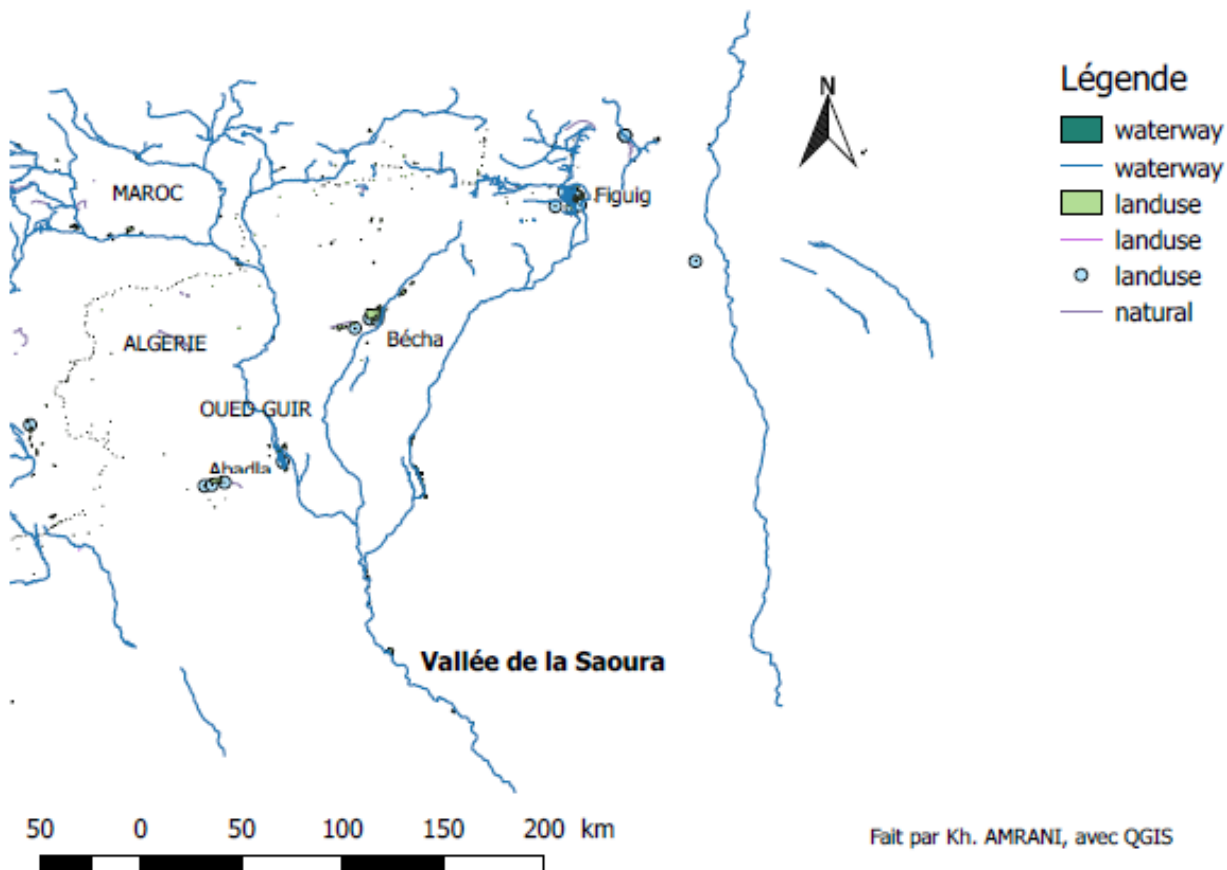 N
Légende
waterway
waterway
landuse
landuse
landuse
natural
MAROC
Figuig
ALGERIE
Bécha
OUED GUIR
Abadla
Vallée de la Saoura
50 0 50 100 150 200 km
Fait par Kh. AMRANI, avec QGIS